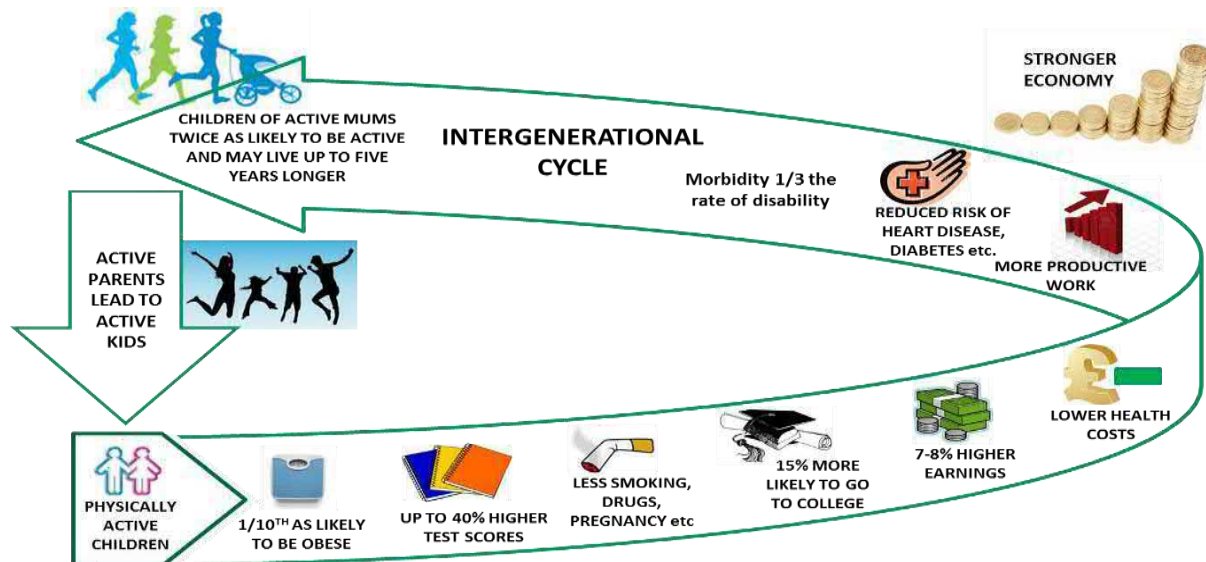 CHILDREN OF ACTIVE MUMS
TWICE AS LIKELY TO BE ACTIVE
AND MAY LIVE UP TO FIVE
YEARS LONGER
INTERGENERATIONAL
CYCLE
Morbidity 1/3 the
rate of disability
REDUCED RISK OF
HEART DISEASE,
DIABETES etc.
STRONGER
ECONOMY
MORE PRODUCTIVE
WORK
ACTIVE
PARENTS
LEAD TO
ACTIVE
KIDS
PHYSICALLY
ACTIVE
CHILDREN
1/10TH AS LIKELY
TO BE OBESE
UP TO 40% HIGHER
TEST SCORES
LESS SMOKING,
DRUGS,
PREGNANCY etc
15% MORE
LIKELY TO GO
TO COLLEGE
7-8% HIGHER
EARNINGS
£
LOWER HEALTH
COSTS